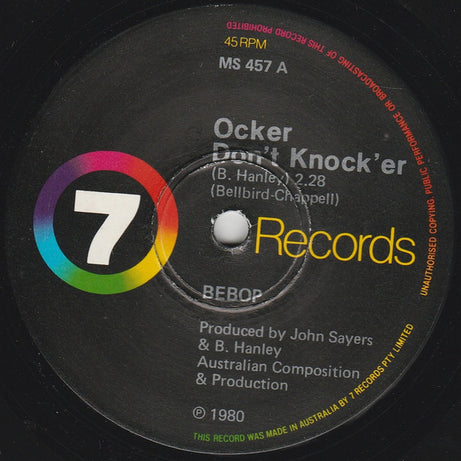 45 RPM
MS 457 A
Ocker
Don't Knock'er
(B. Hanley) 2.28
(Bellbird-Chappell)
7
Records
BEBOP
Produced by John Sayers
& B. Hanley
Australian Composition
& Production
℗ 1980
UNAUTHORISED COPYING, PUBLIC PERFORMANCE OR BROADCASTING OF THIS RECORD PROHIBITED
THIS RECORD WAS MADE IN AUSTRALIA BY 7 RECORDS PTY LIMITED